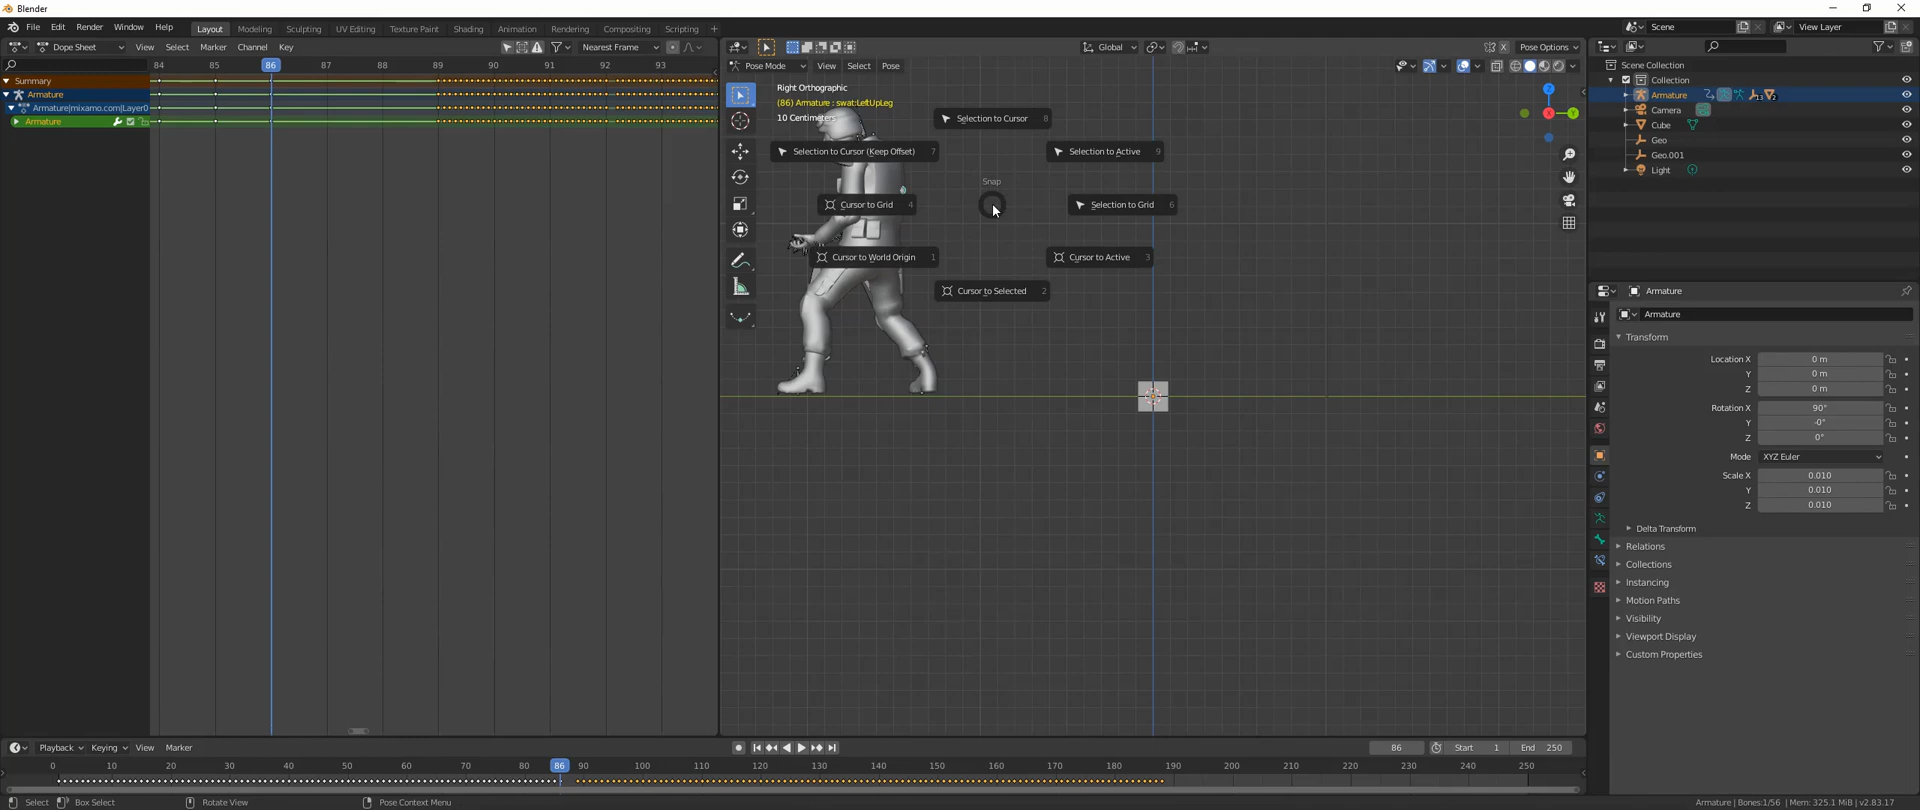 Blender
File Edit Render Window Help Layout Modeling Sculpting UV Editing Texture Paint Shading Animation Rendering Compositing Scripting + Scene View Layer
Dope Sheet View Select Marker Channel Key Nearest Frame Global Pose Options
84 85 86 87 88 89 90 91 92 93
Pose Mode View Select Pose
Summary
Armature
Armature|mixamo.com|Layer0
Armature
Right Orthographic
(86) Armature : swat:LeftUpLeg
10 Centimeters
Selection to Cursor 8
Selection to Cursor (Keep Offset) 7
Selection to Active 9
Snap
Cursor to Grid 4
Selection to Grid 6
Cursor to World Origin 1
Cursor to Active 3
Cursor to Selected 2
Z
X
Y
Scene Collection
Collection
Armature 13 2
Camera
Cube
Geo
Geo.001
Light
Armature
Armature
Transform
Location X 0 m
Y 0 m
Z 0 m
Rotation X 90°
Y -0°
Z 0°
Mode XYZ Euler
Scale X 0.010
Y 0.010
Z 0.010
Delta Transform
Relations
Collections
Instancing
Motion Paths
Visibility
Viewport Display
Custom Properties
Playback Keying View Marker 86 Start 1 End 250
0 10 20 30 40 50 60 70 80 86 90 100 110 120 130 140 150 160 170 180 190 200 210 220 230 240 250
Select Box Select Rotate View Pose Context Menu Armature | Bones:1/56 | Mem: 325.1 MiB | v2.83.17